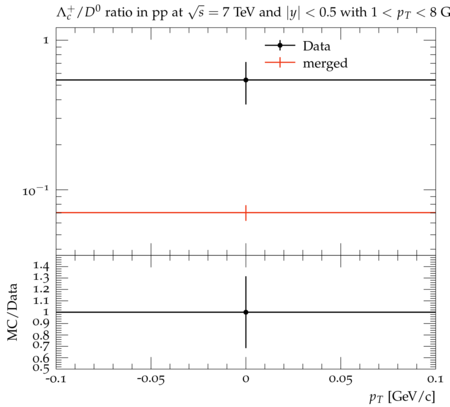 Λc⁺/D⁰ ratio in pp at √s = 7 TeV and |y| < 0.5 with 1 < pT < 8 G
1
Data
merged
10⁻¹
MC/Data
1.4
1.3
1.2
1.1
1
0.9
0.8
0.7
0.6
0.5
-0.1 -0.05 0 0.05 0.1
pT [GeV/c]